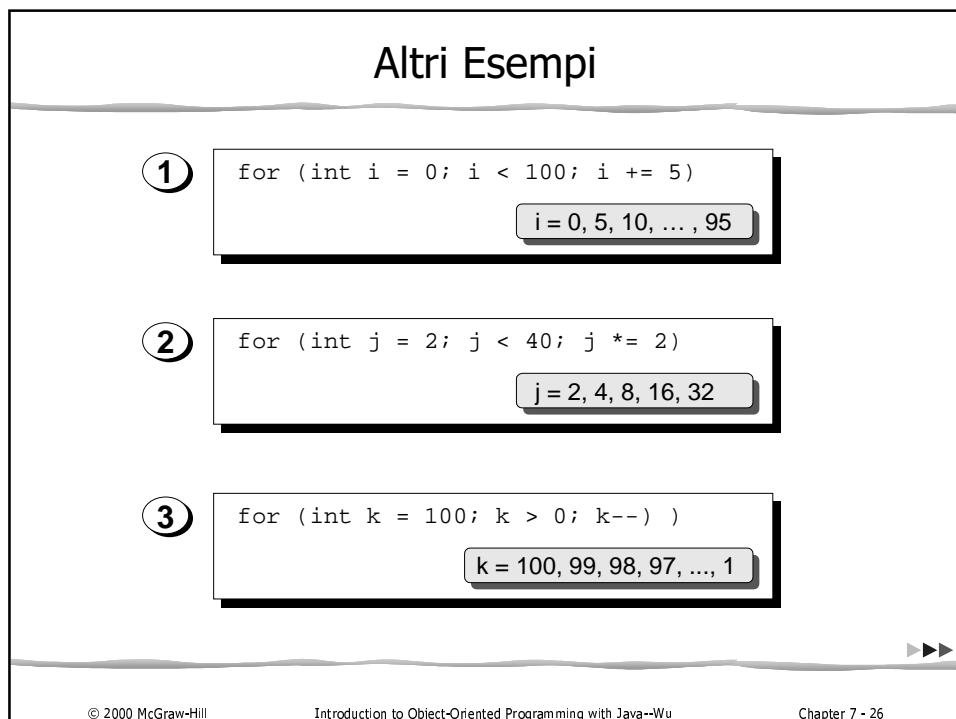 Altri Esempi
1
for (int i = 0; i < 100; i += 5)
i = 0, 5, 10, … , 95
2
for (int j = 2; j < 40; j *= 2)
j = 2, 4, 8, 16, 32
3
for (int k = 100; k > 0; k--) )
k = 100, 99, 98, 97, ..., 1
© 2000 McGraw-Hill Introduction to Object-Oriented Programming with Java--Wu Chapter 7 - 26